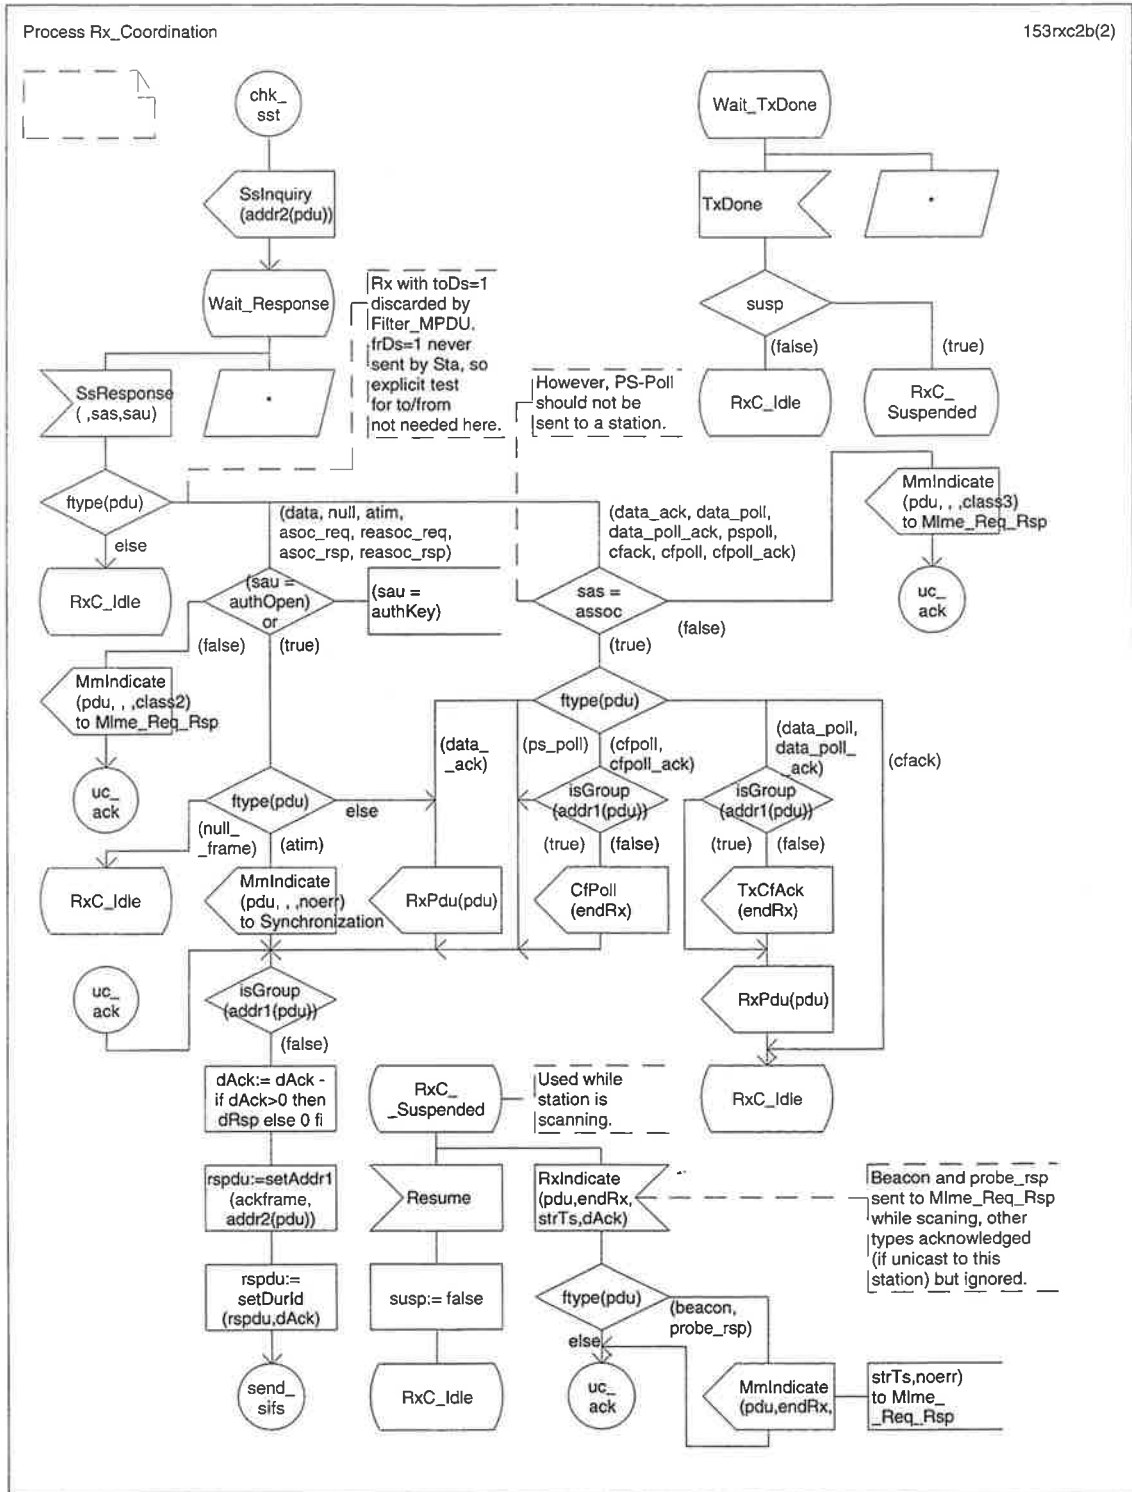 Process Rx_Coordination
153rxc2b(2)
chk_
sst
SsInquiry
(addr2(pdu))
Wait_Response
SsResponse
( ,sas,sau)
*
Rx with toDs=1
discarded by
Filter_MPDU,
frDs=1 never
sent by Sta, so
explicit test
for to/from
not needed here.
However, PS-Poll
should not be
sent to a station.
Wait_TxDone
TxDone
*
susp
(false)
(true)
RxC_Idle
RxC_
Suspended
ftype(pdu)
else
RxC_Idle
(data, null, atim,
asoc_req, reasoc_req,
asoc_rsp, reasoc_rsp)
(data_ack, data_poll,
data_poll_ack, pspoll,
cfack, cfpoll, cfpoll_ack)
MmIndicate
(pdu, , ,class3)
to Mlme_Req_Rsp
uc_
ack
(sau =
authOpen)
or
(sau =
authKey)
sas =
assoc
(false)
(true)
(false)
(true)
MmIndicate
(pdu, , ,class2)
to Mlme_Req_Rsp
uc_
ack
ftype(pdu)
(data_
_ack)
(ps_poll)
(cfpoll,
cfpoll_ack)
(data_poll,
data_poll_
_ack)
(cfack)
ftype(pdu)
else
(null_
_frame)
(atim)
isGroup
(addr1(pdu))
(true)
(false)
isGroup
(addr1(pdu))
(true)
(false)
RxC_Idle
MmIndicate
(pdu, , ,noerr)
to Synchronization
RxPdu(pdu)
CfPoll
(endRx)
TxCfAck
(endRx)
uc_
ack
isGroup
(addr1(pdu))
(false)
RxPdu(pdu)
RxC_Idle
dAck:= dAck -
if dAck>0 then
dRsp else 0 fi
RxC_
_Suspended
Used while
station is
scanning.
rspdu:=setAddr1
(ackframe,
addr2(pdu))
Resume
RxIndicate
(pdu,endRx,
strTs,dAck)
Beacon and probe_rsp
sent to Mlme_Req_Rsp
while scaning, other
types acknowledged
(if unicast to this
station) but ignored.
rspdu:=
setDurId
(rspdu,dAck)
susp:= false
ftype(pdu)
(beacon,
probe_rsp)
else
send_
sifs
RxC_Idle
uc_
ack
MmIndicate
(pdu,endRx,
strTs,noerr)
to Mlme_
_Req_Rsp